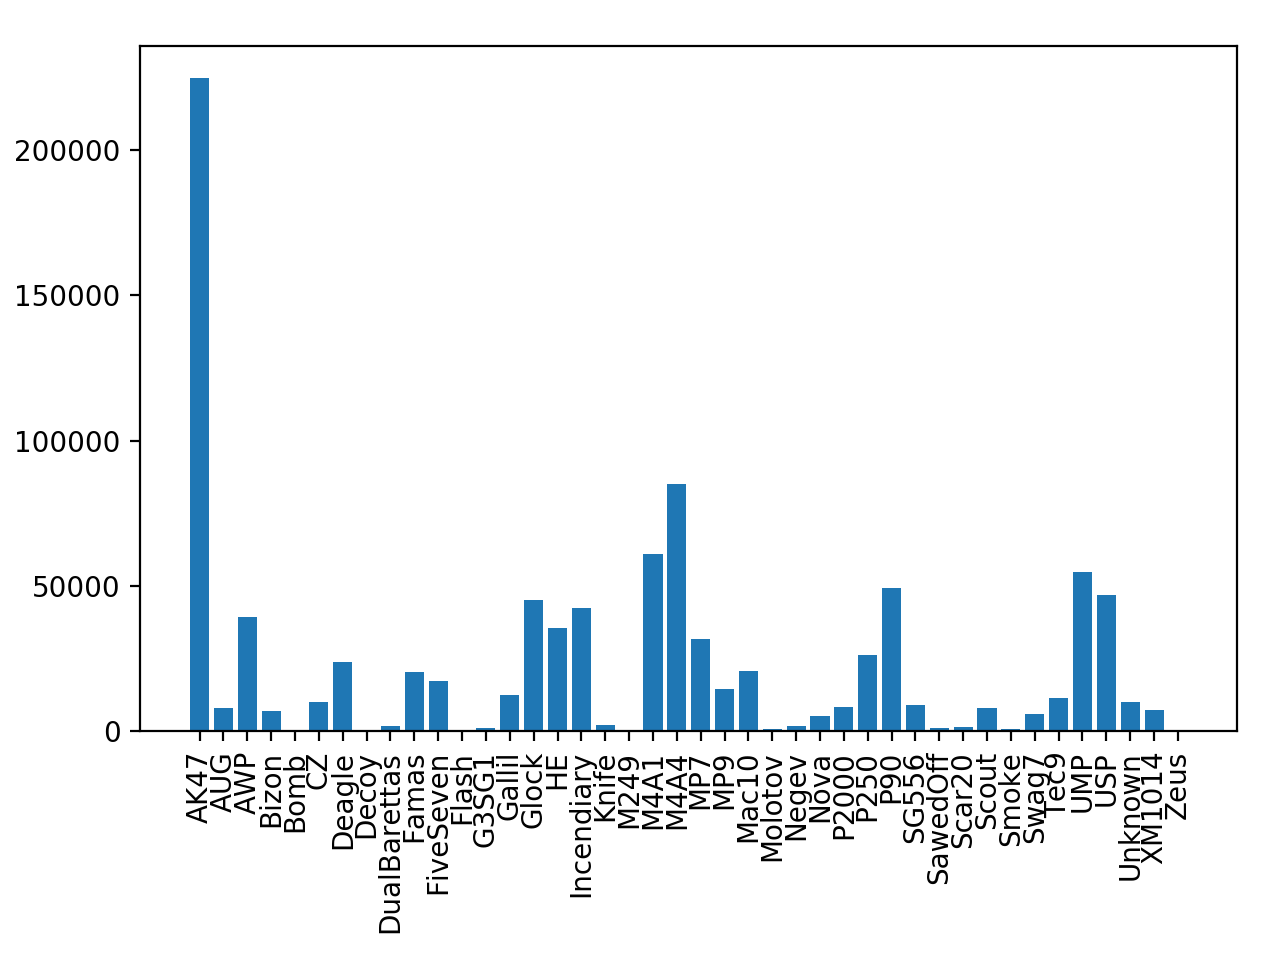 200000
150000
100000
50000
0
AK47
AUG
AWP
Bizon
Bomb
CZ
Deagle
Decoy
DualBarettas
Famas
FiveSeven
Flash
G3SG1
Gallil
Glock
HE
Incendiary
Knife
M249
M4A1
M4A4
MP7
MP9
Mac10
Molotov
Negev
Nova
P2000
P250
P90
SG556
SawedOff
Scar20
Scout
Smoke
Swag7
Tec9
UMP
USP
Unknown
XM1014
Zeus